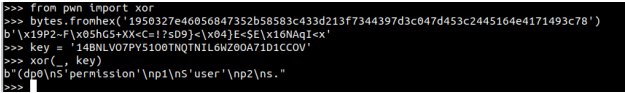 >>> from pwn import xor
>>> bytes.fromhex('1950327e46056847352b58583c433d213f7344397d3c047d453c2445164e4171493c78')
b'\x19P2~F\x05hG5+XX<C=!?sD9}<\x04}E<$E\x16NAqI<x'
>>> key = '14BNLVO7PY51O0TNQTNIL6WZ0OA71D1CCOV'
>>> xor(_, key)
b"(dp0\nS'permission'\np1\nS'user'\np2\ns."
>>>